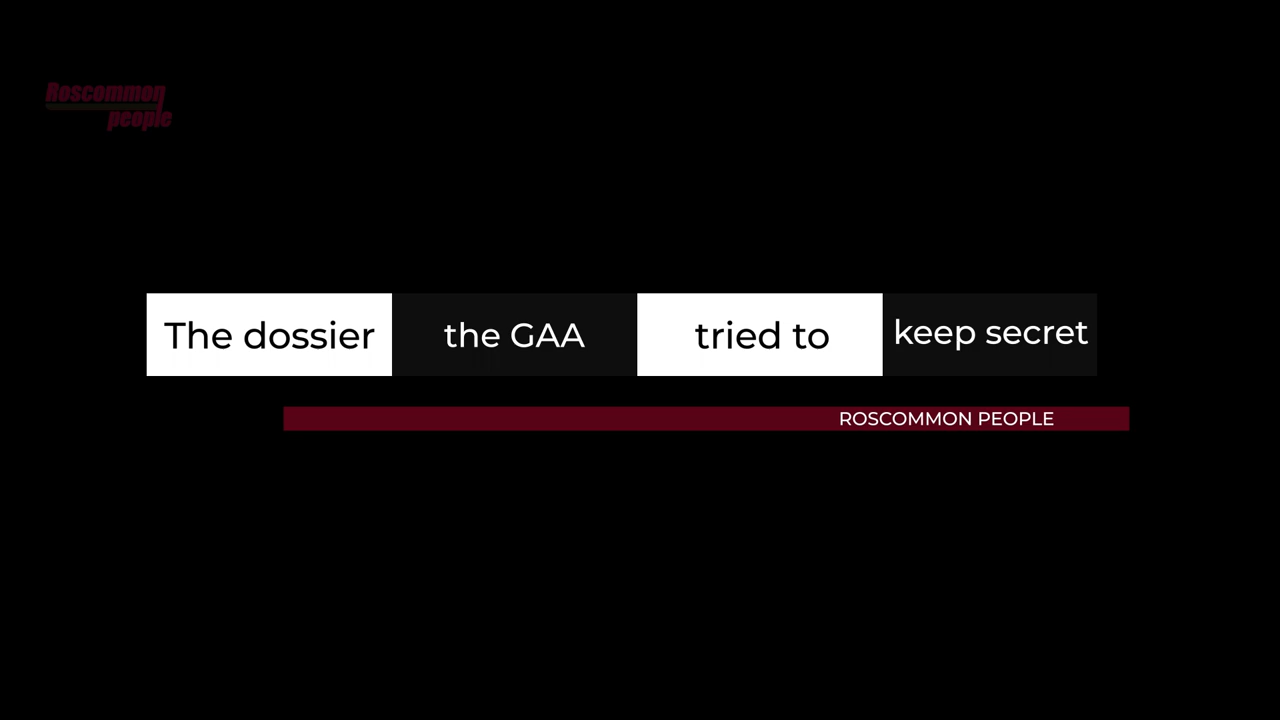 Roscommon
people
The dossier the GAA tried to keep secret
ROSCOMMON PEOPLE